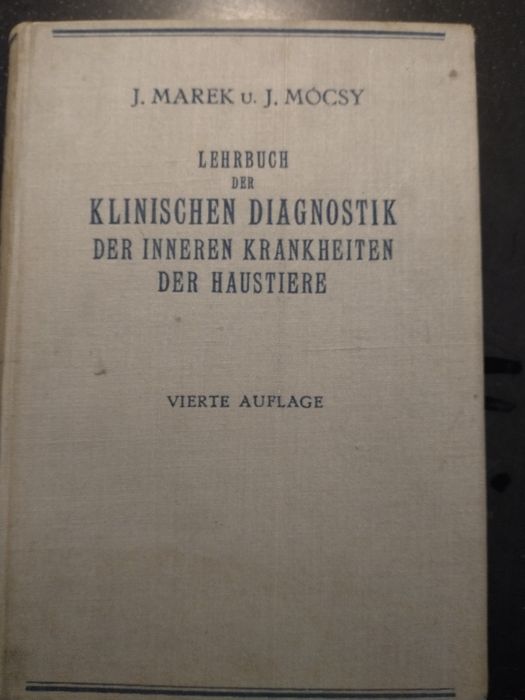 J. MAREK U. J. MÓCSY
LEHRBUCH
DER
KLINISCHEN DIAGNOSTIK
DER INNEREN KRANKHEITEN
DER HAUSTIERE
VIERTE AUFLAGE